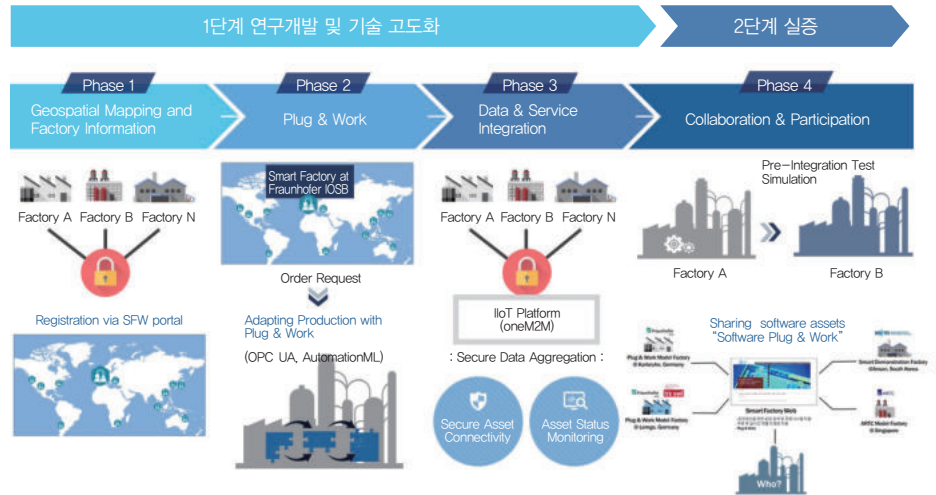 1단계 연구개발 및 기술 고도화
2단계 실증
Phase 1
Geospatial Mapping and
Factory Information
Phase 2
Plug & Work
Phase 3
Data & Service
Integration
Phase 4
Collaboration & Participation
Factory A
Factory B
Factory N
Registration via SFW portal
Smart Factory at
Fraunhofer IOSB
Order Request
Adapting Production with
Plug & Work
(OPC UA, AutomationML)
Factory A
Factory B
Factory N
IIoT Platform
(oneM2M)
: Secure Data Aggregation :
Secure Asset
Connectivity
Asset Status
Monitoring
Pre-Integration Test
Simulation
Factory A
Factory B
Sharing software assets
"Software Plug & Work"
Fraunhofer
Plug & Work Model Factory
@ Karlsruhe, Germany
Fraunhofer
Plug & Work Model Factory
@ Lemgo, Germany
Smart Demonstration Factory
@Ansan, South Korea
ARTC
ARTC Model Factory
@ Singapore
Smart Factory Web
Who?